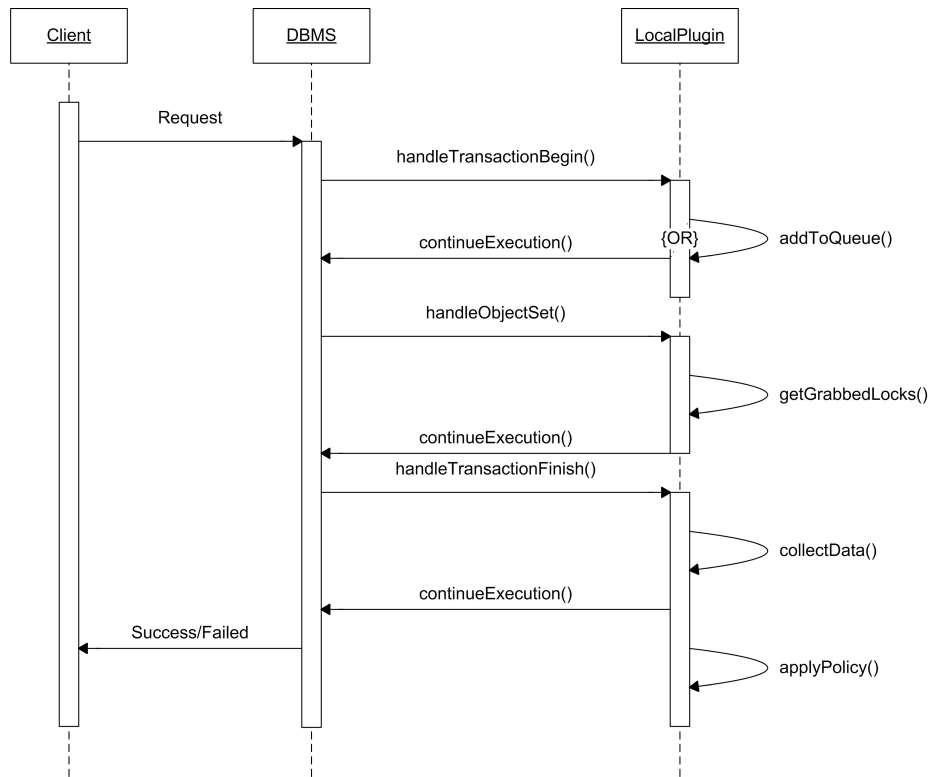 Client
DBMS
LocalPlugin
Request
handleTransactionBegin()
{OR}
addToQueue()
continueExecution()
handleObjectSet()
getGrabbedLocks()
continueExecution()
handleTransactionFinish()
collectData()
continueExecution()
Success/Failed
applyPolicy()